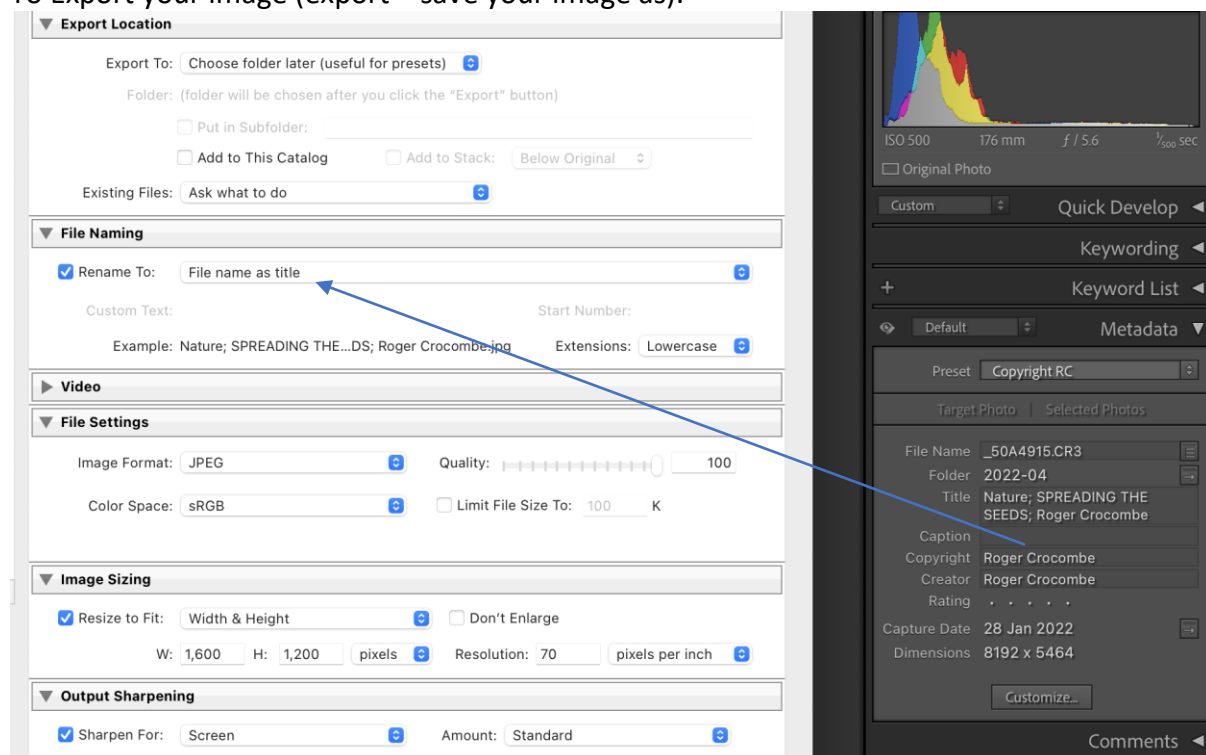 To Export your image (export = save your image as).
Export Location
Export To: Choose folder later (useful for presets)
Folder: (folder will be chosen after you click the "Export" button)
Put in Subfolder:
Add to This Catalog Add to Stack: Below Original
Existing Files: Ask what to do
File Naming
Rename To: File name as title
Custom Text: Start Number:
Example: Nature; SPREADING THE...DS; Roger Crocombe.jpg Extensions: Lowercase
Video
File Settings
Image Format: JPEG Quality: 100
Color Space: sRGB Limit File Size To: 100 K
Image Sizing
Resize to Fit: Width & Height Don't Enlarge
W: 1,600 H: 1,200 pixels Resolution: 70 pixels per inch
Output Sharpening
Sharpen For: Screen Amount: Standard
ISO 500 176 mm ƒ / 5.6 1/500 sec
Original Photo
Custom Quick Develop
Keywording
+ Keyword List
Default Metadata
Preset Copyright RC
Target Photo | Selected Photos
File Name _50A4915.CR3
Folder 2022-04
Title Nature; SPREADING THE
SEEDS; Roger Crocombe
Caption
Copyright Roger Crocombe
Creator Roger Crocombe
Rating . . . . .
Capture Date 28 Jan 2022
Dimensions 8192 x 5464
Customize...
Comments